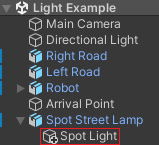 Light Example
Main Camera
Directional Light
Right Road
Left Road
Robot
Arrival Point
Spot Street Lamp
Spot Light